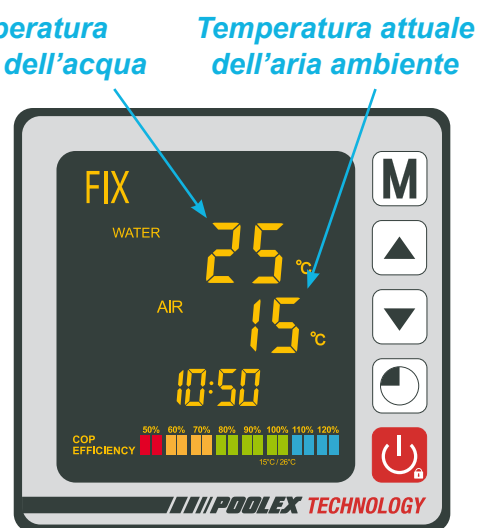 Temperatura attuale
dell'acqua
dell'aria ambiente
FIX
M
WATER
25 °C
AIR
15 °C
10:50
50% 60% 70% 80% 90% 100% 110% 120%
COP
EFFICIENCY
15°C / 26°C
POOLEX TECHNOLOGY